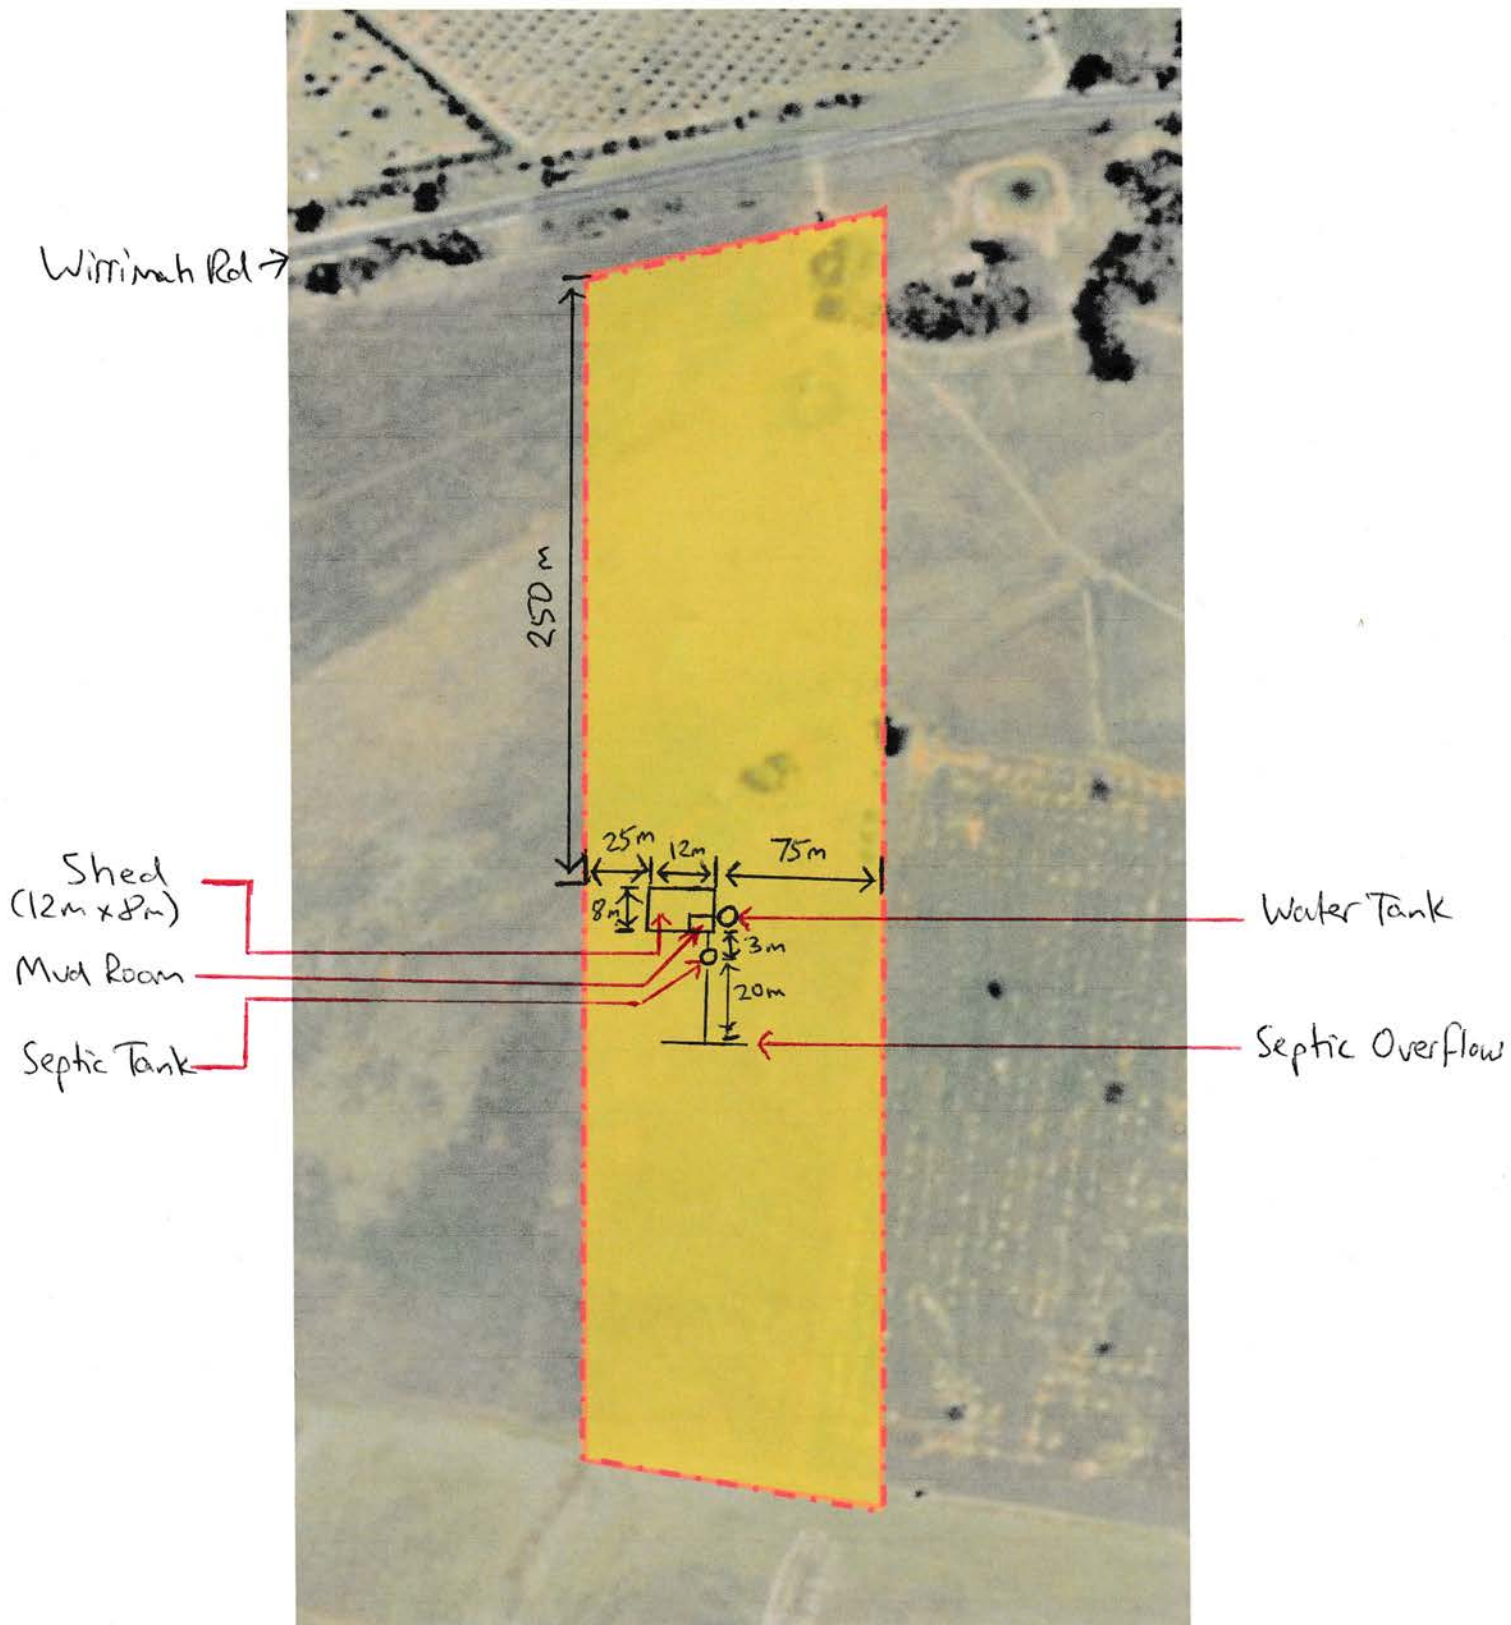 Wirrimah Rd
250 m
25m
12m
75m
8m
3m
20m
Shed
(12m x 8m)
Mud Room
Septic Tank
Water Tank
Septic Overflow